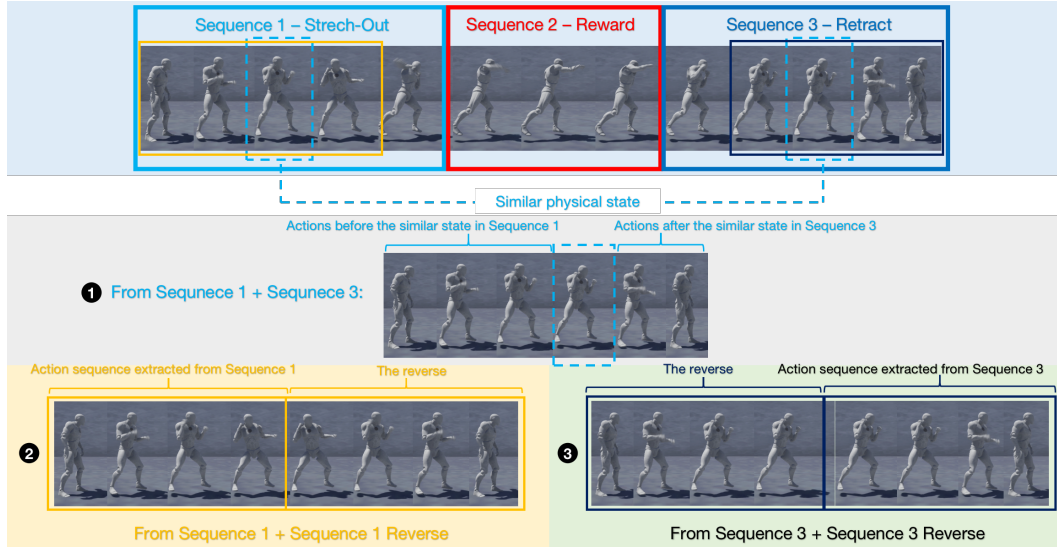 Sequence 1 – Strech-Out
Sequence 2 – Reward
Sequence 3 – Retract
Similar physical state
Actions before the similar state in Sequence 1
Actions after the similar state in Sequence 3
1 From Sequnece 1 + Sequnece 3:
Action sequence extracted from Sequence 1
The reverse
2
From Sequence 1 + Sequence 1 Reverse
The reverse
Action sequence extracted from Sequence 3
3
From Sequence 3 + Sequence 3 Reverse